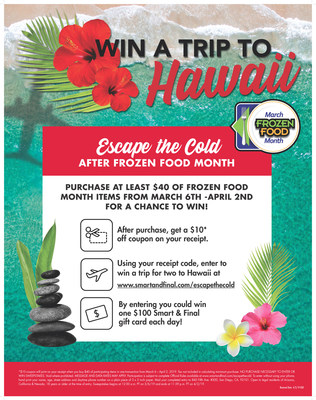 WIN A TRIP TO
Hawaii
March
FROZEN
FOOD
Month
Escape the Cold
AFTER FROZEN FOOD MONTH
PURCHASE AT LEAST $40 OF FROZEN FOOD
MONTH ITEMS FROM MARCH 6TH -APRIL 2ND
FOR A CHANCE TO WIN!
After purchase, get a $10*
off coupon on your receipt.
Using your receipt code, enter to
win a trip for two to Hawaii at
www.smartandfinal.com/escapethecold
$
By entering you could win
one $100 Smart & Final
gift card each day!